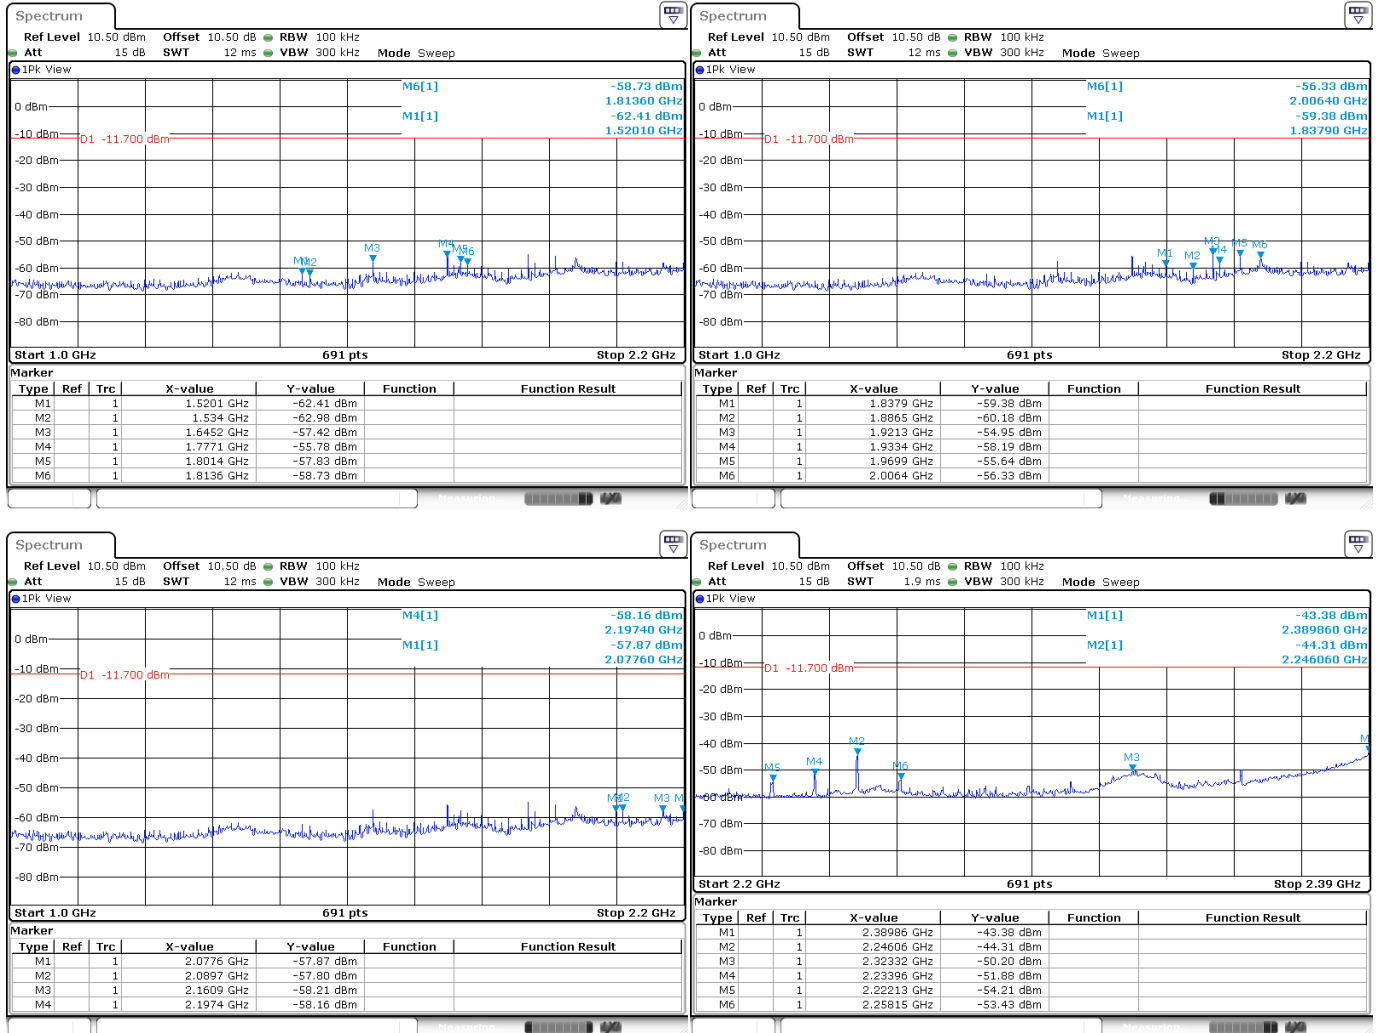 Spectrum
Ref Level 10.50 dBm Offset 10.50 dB RBW 100 kHz
Att 15 dB SWT 12 ms VBW 300 kHz Mode Sweep
1Pk View
M6[1] -58.73 dBm
1.81360 GHz
M1[1] -62.41 dBm
1.52010 GHz
0 dBm
-10 dBm
D1 -11.700 dBm
-20 dBm
-30 dBm
-40 dBm
-50 dBm
-60 dBm
-70 dBm
-80 dBm
M1 M2 M3 M4 M5 M6
Start 1.0 GHz 691 pts Stop 2.2 GHz
Marker
Type Ref Trc X-value Y-value Function Function Result
M1 1 1.5201 GHz -62.41 dBm
M2 1 1.534 GHz -62.98 dBm
M3 1 1.6452 GHz -57.42 dBm
M4 1 1.7771 GHz -55.78 dBm
M5 1 1.8014 GHz -57.83 dBm
M6 1 1.8136 GHz -58.73 dBm
Measuring...
Spectrum
Ref Level 10.50 dBm Offset 10.50 dB RBW 100 kHz
Att 15 dB SWT 12 ms VBW 300 kHz Mode Sweep
1Pk View
M6[1] -56.33 dBm
2.00640 GHz
M1[1] -59.38 dBm
1.83790 GHz
0 dBm
-10 dBm
D1 -11.700 dBm
-20 dBm
-30 dBm
-40 dBm
-50 dBm
-60 dBm
-70 dBm
-80 dBm
M1 M2 M3 M4 M5 M6
Start 1.0 GHz 691 pts Stop 2.2 GHz
Marker
Type Ref Trc X-value Y-value Function Function Result
M1 1 1.8379 GHz -59.38 dBm
M2 1 1.8865 GHz -60.18 dBm
M3 1 1.9213 GHz -54.95 dBm
M4 1 1.9334 GHz -58.19 dBm
M5 1 1.9699 GHz -55.64 dBm
M6 1 2.0064 GHz -56.33 dBm
Measuring...
Spectrum
Ref Level 10.50 dBm Offset 10.50 dB RBW 100 kHz
Att 15 dB SWT 12 ms VBW 300 kHz Mode Sweep
1Pk View
M4[1] -58.16 dBm
2.19740 GHz
M1[1] -57.87 dBm
2.07760 GHz
0 dBm
-10 dBm
D1 -11.700 dBm
-20 dBm
-30 dBm
-40 dBm
-50 dBm
-60 dBm
-70 dBm
-80 dBm
M1 M2 M3 M
Start 1.0 GHz 691 pts Stop 2.2 GHz
Marker
Type Ref Trc X-value Y-value Function Function Result
M1 1 2.0776 GHz -57.87 dBm
M2 1 2.0897 GHz -57.80 dBm
M3 1 2.1609 GHz -58.21 dBm
M4 1 2.1974 GHz -58.16 dBm
Measuring...
Spectrum
Ref Level 10.50 dBm Offset 10.50 dB RBW 100 kHz
Att 15 dB SWT 1.9 ms VBW 300 kHz Mode Sweep
1Pk View
M1[1] -43.38 dBm
2.389860 GHz
M2[1] -44.31 dBm
2.246060 GHz
0 dBm
-10 dBm
D1 -11.700 dBm
-20 dBm
-30 dBm
-40 dBm
-50 dBm
-60 dBm
-70 dBm
-80 dBm
M5 M4 M2 M6 M3 M
Start 2.2 GHz 691 pts Stop 2.39 GHz
Marker
Type Ref Trc X-value Y-value Function Function Result
M1 1 2.38986 GHz -43.38 dBm
M2 1 2.24606 GHz -44.31 dBm
M3 1 2.32332 GHz -50.20 dBm
M4 1 2.23396 GHz -51.88 dBm
M5 1 2.22213 GHz -54.21 dBm
M6 1 2.25815 GHz -53.43 dBm
Measuring...